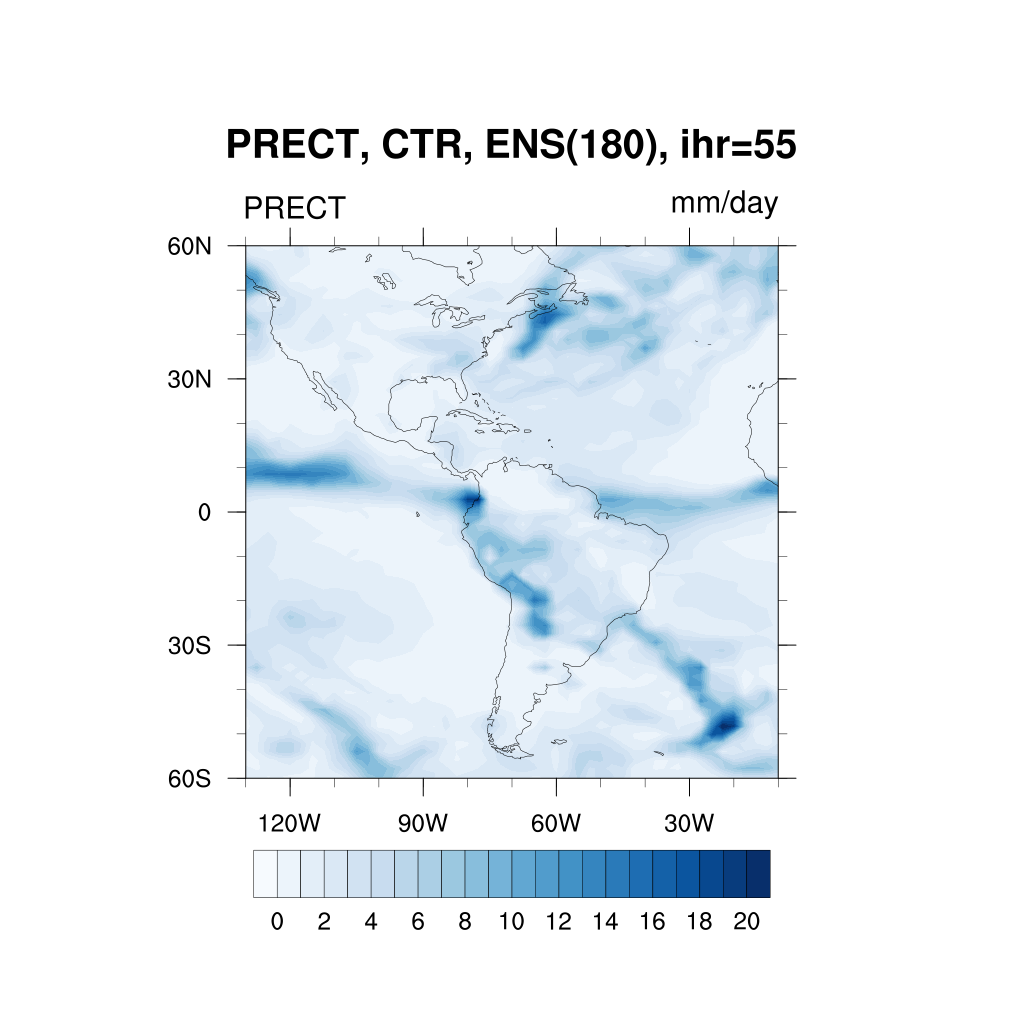 PRECT, CTR, ENS(180), ihr=55
PRECT mm/day
60N
30N
0
30S
60S
120W 90W 60W 30W
0 2 4 6 8 10 12 14 16 18 20